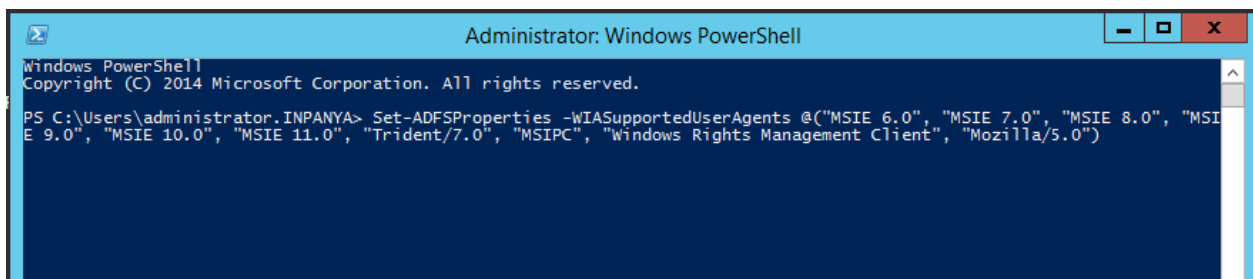 Administrator: Windows PowerShell
Windows PowerShell
Copyright (C) 2014 Microsoft Corporation. All rights reserved.
PS C:\Users\administrator.INPANYA> Set-ADFSProperties -WIASupportedUserAgents @("MSIE 6.0", "MSIE 7.0", "MSIE 8.0", "MSI
E 9.0", "MSIE 10.0", "MSIE 11.0", "Trident/7.0", "MSIPC", "Windows Rights Management Client", "Mozilla/5.0")